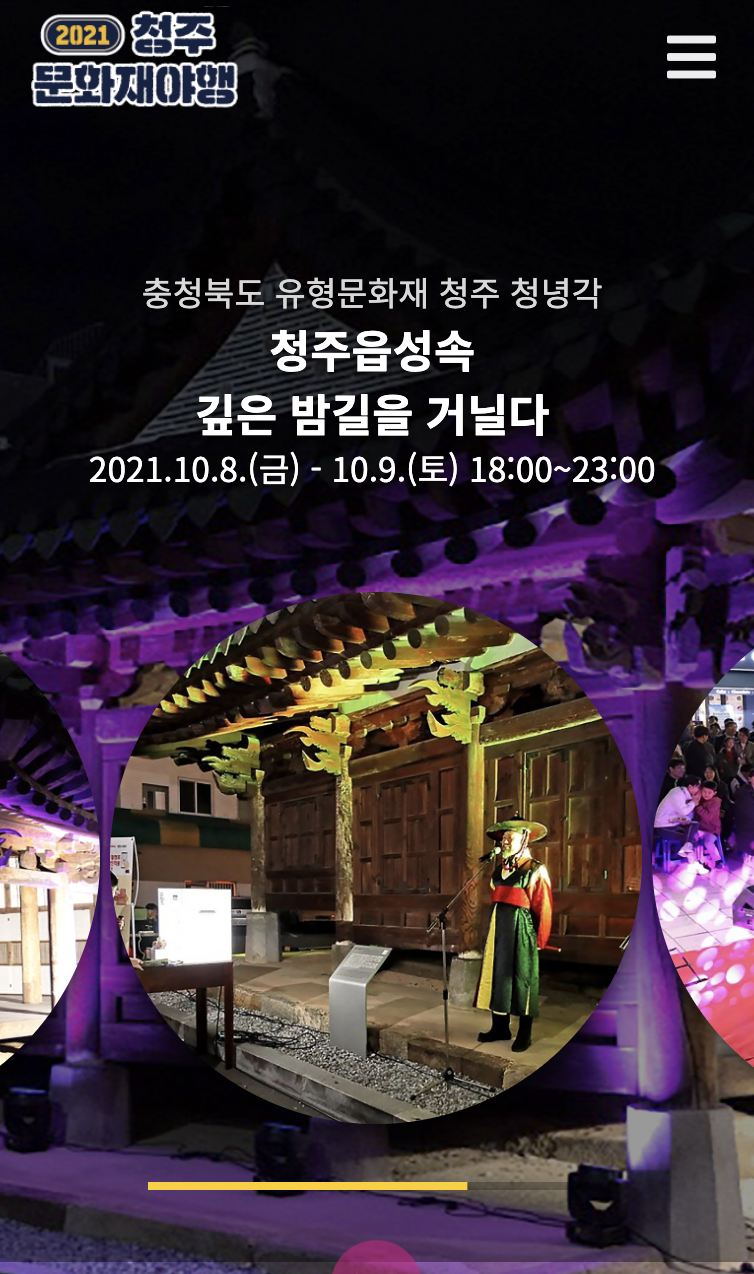 2021 청주
문화재야행
충청북도 유형문화재 청주 청녕각
청주읍성속
깊은 밤길을 거닐다
2021.10.8.(금) - 10.9.(토) 18:00~23:00